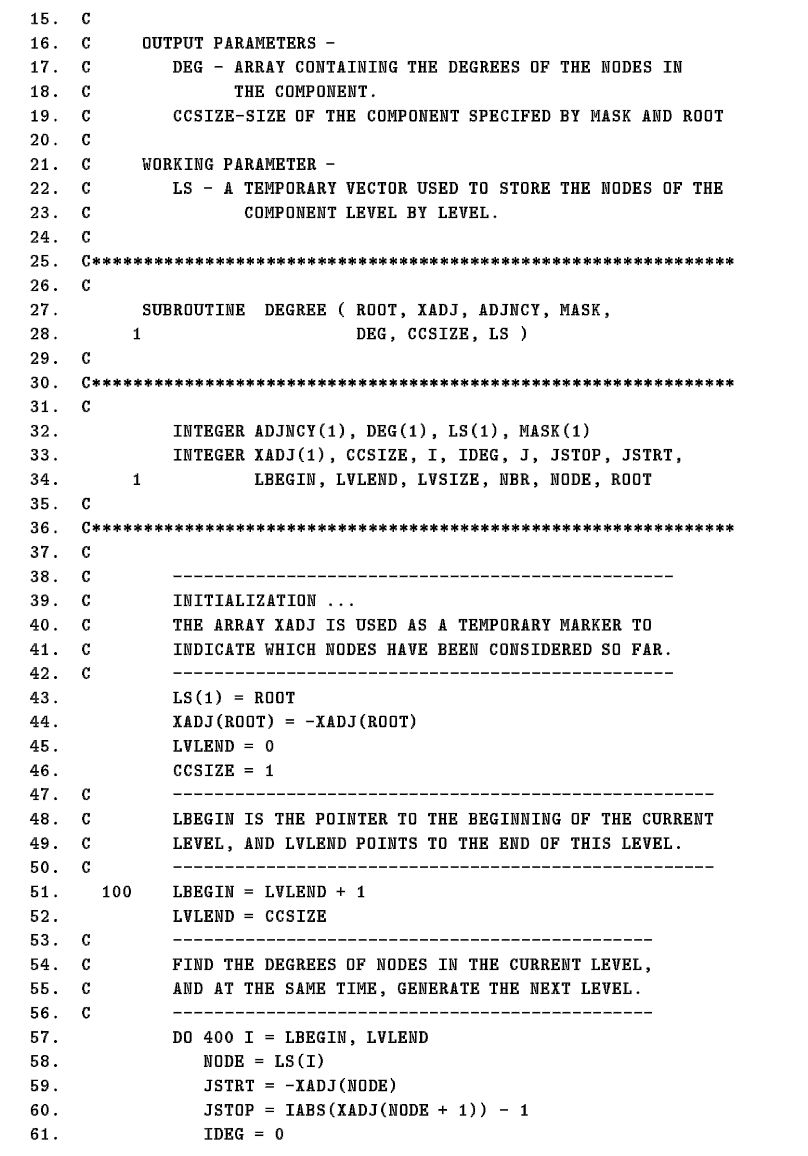 15. C
16. C     OUTPUT PARAMETERS -
17. C        DEG - ARRAY CONTAINING THE DEGREES OF THE NODES IN
18. C              THE COMPONENT.
19. C        CCSIZE-SIZE OF THE COMPONENT SPECIFED BY MASK AND ROOT
20. C
21. C     WORKING PARAMETER -
22. C        LS - A TEMPORARY VECTOR USED TO STORE THE NODES OF THE
23. C               COMPONENT LEVEL BY LEVEL.
24. C
25. C**************************************************************
26. C
27.       SUBROUTINE  DEGREE ( ROOT, XADJ, ADJNCY, MASK,
28.      1                     DEG, CCSIZE, LS )
29. C
30. C**************************************************************
31. C
32.          INTEGER ADJNCY(1), DEG(1), LS(1), MASK(1)
33.          INTEGER XADJ(1), CCSIZE, I, IDEG, J, JSTOP, JSTRT,
34.      1           LBEGIN, LVLEND, LVSIZE, NBR, NODE, ROOT
35. C
36. C**************************************************************
37. C
38. C        -------------------------------------------------
39. C        INITIALIZATION ...
40. C        THE ARRAY XADJ IS USED AS A TEMPORARY MARKER TO
41. C        INDICATE WHICH NODES HAVE BEEN CONSIDERED SO FAR.
42. C        -------------------------------------------------
43.          LS(1) = ROOT
44.          XADJ(ROOT) = -XADJ(ROOT)
45.          LVLEND = 0
46.          CCSIZE = 1
47. C        -----------------------------------------------------
48. C        LBEGIN IS THE POINTER TO THE BEGINNING OF THE CURRENT
49. C        LEVEL, AND LVLEND POINTS TO THE END OF THIS LEVEL.
50. C        -----------------------------------------------------
51.   100    LBEGIN = LVLEND + 1
52.          LVLEND = CCSIZE
53. C        -----------------------------------------------
54. C        FIND THE DEGREES OF NODES IN THE CURRENT LEVEL,
55. C        AND AT THE SAME TIME, GENERATE THE NEXT LEVEL.
56. C        -----------------------------------------------
57.          DO 400 I = LBEGIN, LVLEND
58.             NODE = LS(I)
59.             JSTRT = -XADJ(NODE)
60.             JSTOP = IABS(XADJ(NODE + 1)) - 1
61.             IDEG = 0